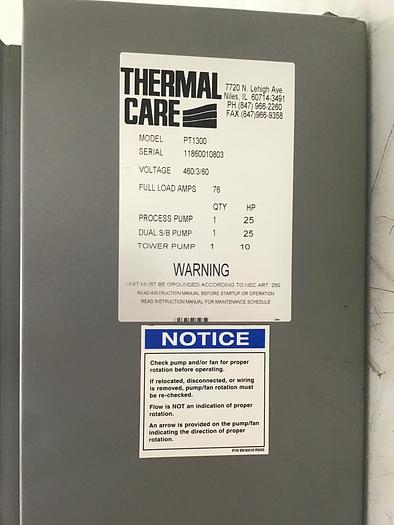 THERMAL
CARE
7720 N. Lehigh Ave.
Niles, IL 60714-3491
PH.(847) 966-2260
FAX (847)966-9358
MODEL PT1300
SERIAL 11860010803
VOLTAGE 460/3/60
FULL LOAD AMPS 76
QTY HP
PROCESS PUMP 1 25
DUAL S/B PUMP 1 25
TOWER PUMP 1 10
WARNING
UNIT MUST BE GROUNDED ACCORDING TO NEC ART. 250
READ INSTRUCTION MANUAL BEFORE STARTUP OR OPERATION
READ INSTRUCTION MANUAL FOR MAINTENANCE SCHEDULE
NOTICE
Check pump and/or fan for proper
rotation before operating.
If relocated, disconnected, or wiring
is removed, pump/fan rotation must
be re-checked.
Flow is NOT an indication of proper
rotation.
An arrow is provided on the pump/fan
indicating the direction of proper
rotation.